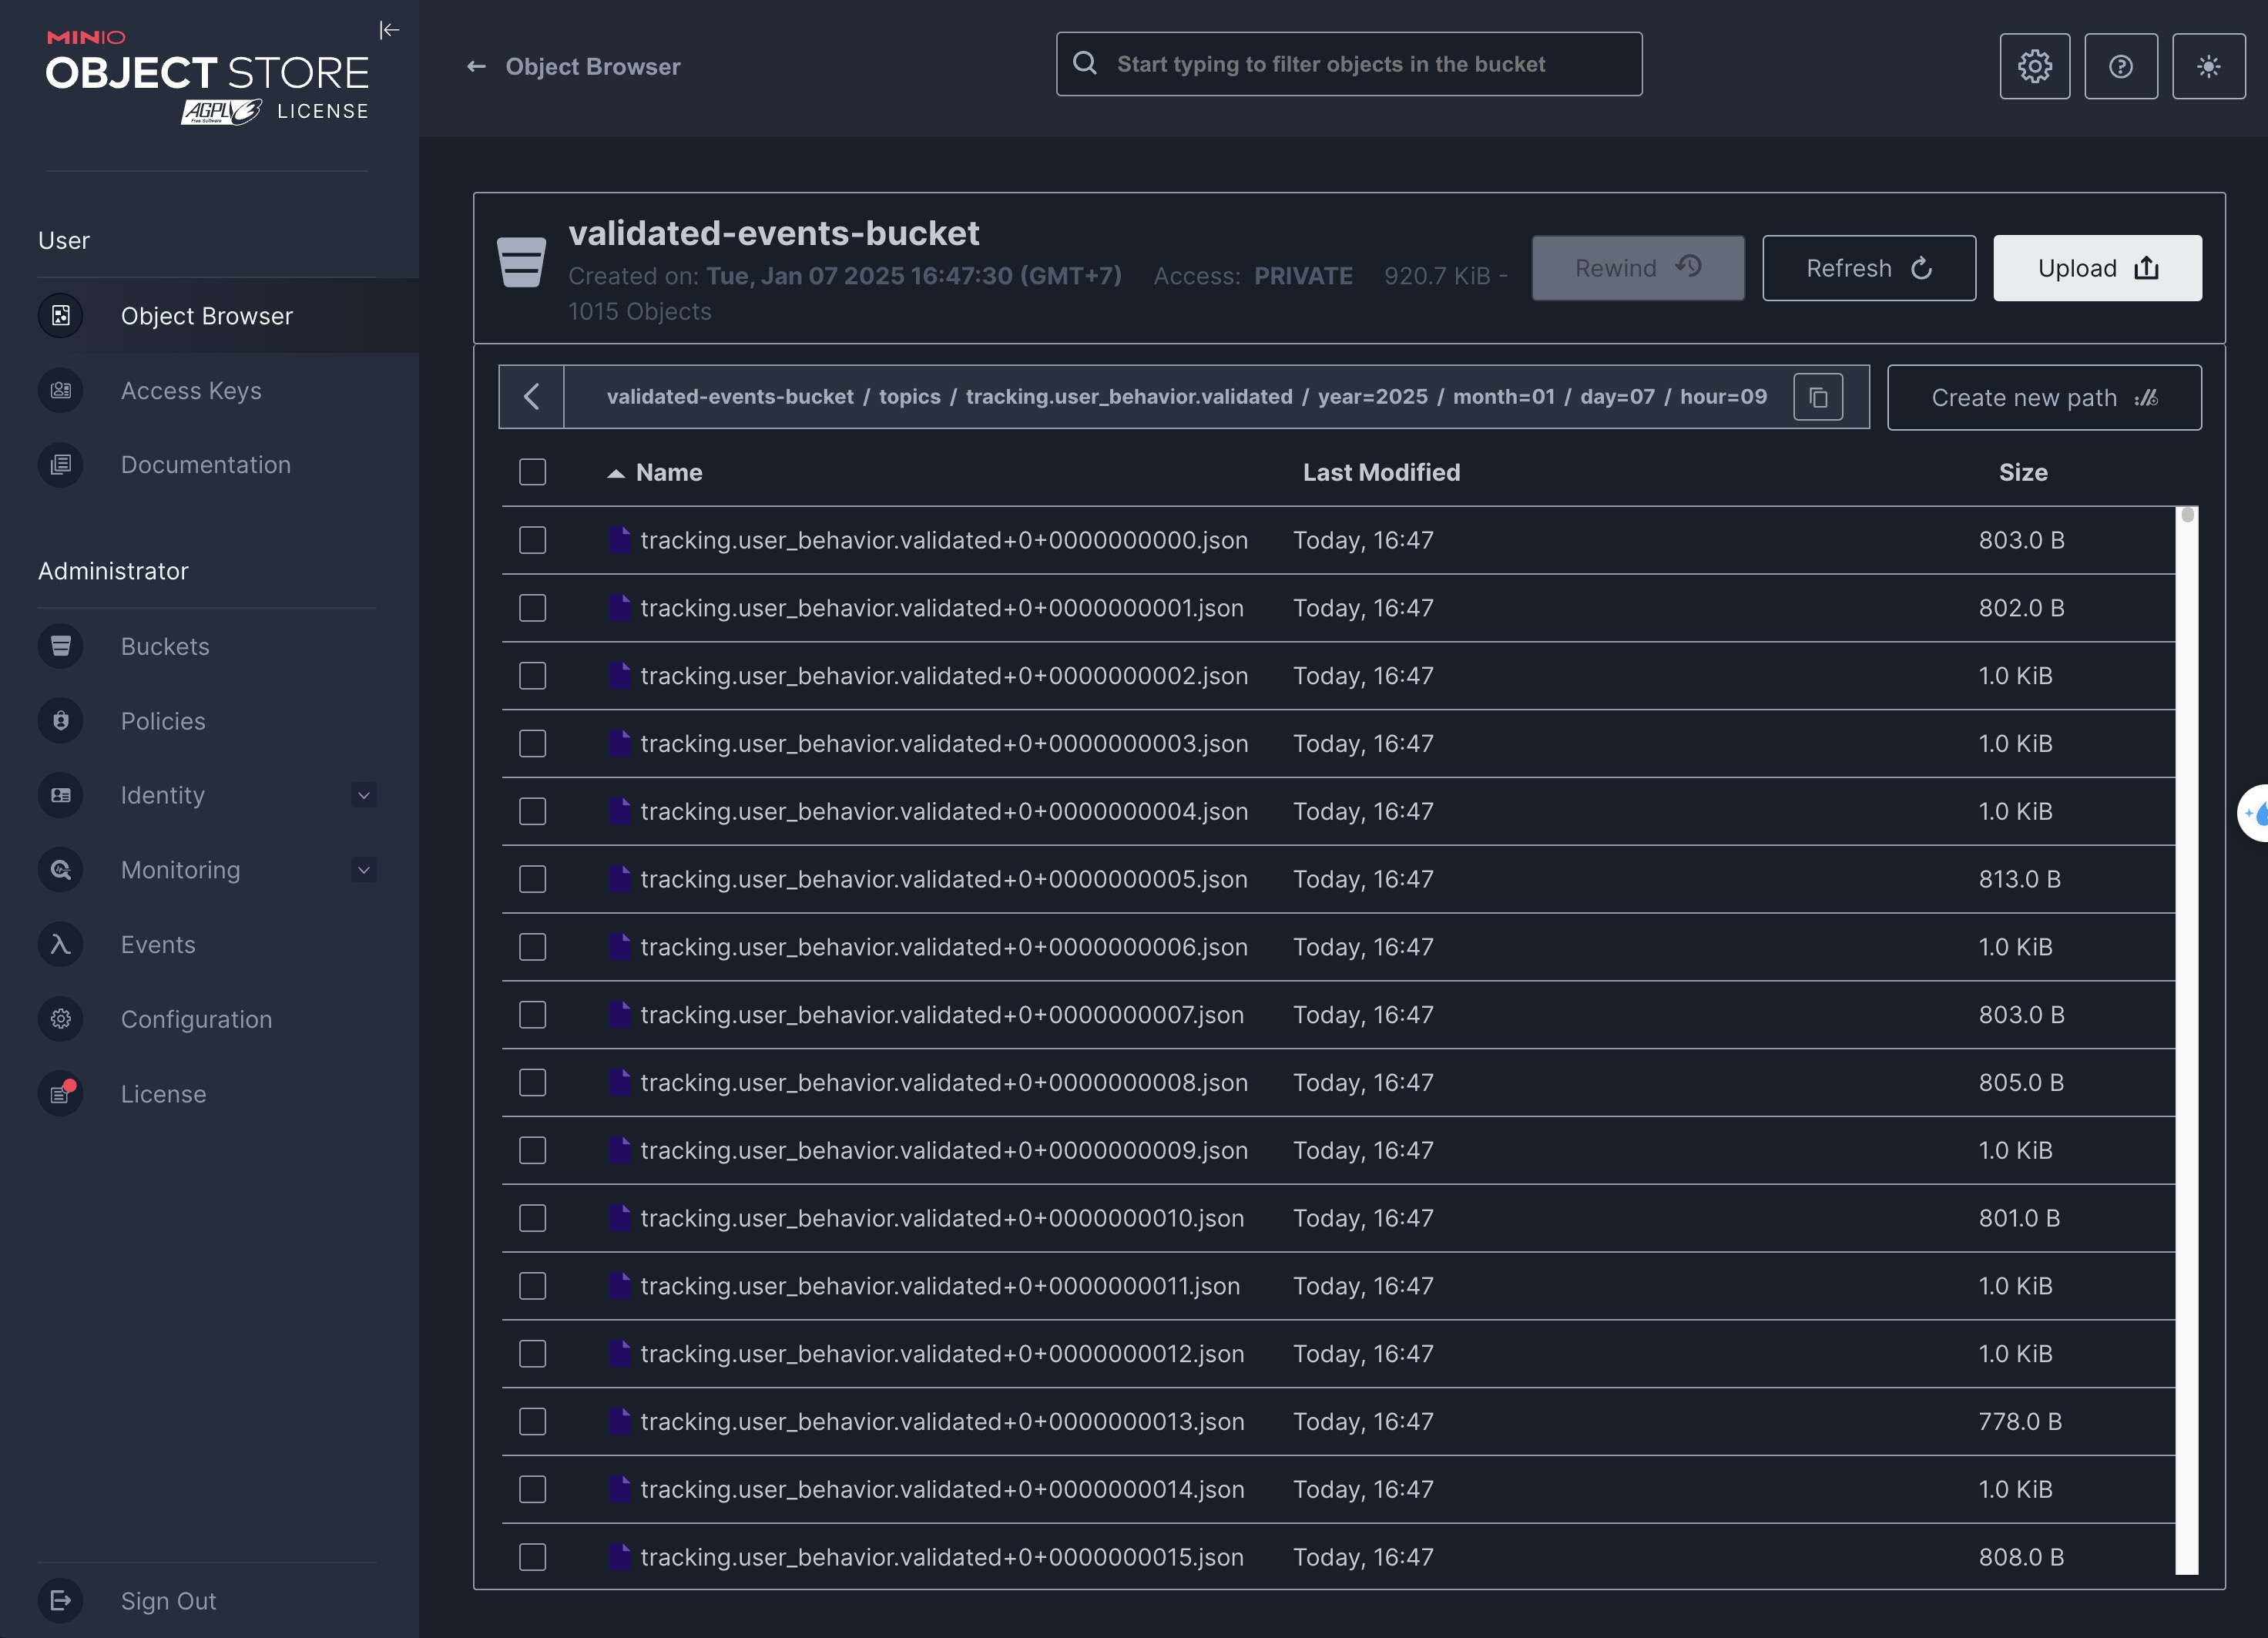 MINIO
OBJECT STORE
AGPLv3 LICENSE
Free Software
User
Object Browser
Access Keys
Documentation
Administrator
Buckets
Policies
Identity
Monitoring
Events
Configuration
License
Sign Out
Object Browser
Start typing to filter objects in the bucket
validated-events-bucket
Created on: Tue, Jan 07 2025 16:47:30 (GMT+7) Access: PRIVATE 920.7 KiB -
1015 Objects
Rewind
Refresh
Upload
validated-events-bucket / topics / tracking.user_behavior.validated / year=2025 / month=01 / day=07 / hour=09
Create new path
Name Last Modified Size
tracking.user_behavior.validated+0+0000000000.json Today, 16:47 803.0 B
tracking.user_behavior.validated+0+0000000001.json Today, 16:47 802.0 B
tracking.user_behavior.validated+0+0000000002.json Today, 16:47 1.0 KiB
tracking.user_behavior.validated+0+0000000003.json Today, 16:47 1.0 KiB
tracking.user_behavior.validated+0+0000000004.json Today, 16:47 1.0 KiB
tracking.user_behavior.validated+0+0000000005.json Today, 16:47 813.0 B
tracking.user_behavior.validated+0+0000000006.json Today, 16:47 1.0 KiB
tracking.user_behavior.validated+0+0000000007.json Today, 16:47 803.0 B
tracking.user_behavior.validated+0+0000000008.json Today, 16:47 805.0 B
tracking.user_behavior.validated+0+0000000009.json Today, 16:47 1.0 KiB
tracking.user_behavior.validated+0+0000000010.json Today, 16:47 801.0 B
tracking.user_behavior.validated+0+0000000011.json Today, 16:47 1.0 KiB
tracking.user_behavior.validated+0+0000000012.json Today, 16:47 1.0 KiB
tracking.user_behavior.validated+0+0000000013.json Today, 16:47 778.0 B
tracking.user_behavior.validated+0+0000000014.json Today, 16:47 1.0 KiB
tracking.user_behavior.validated+0+0000000015.json Today, 16:47 808.0 B